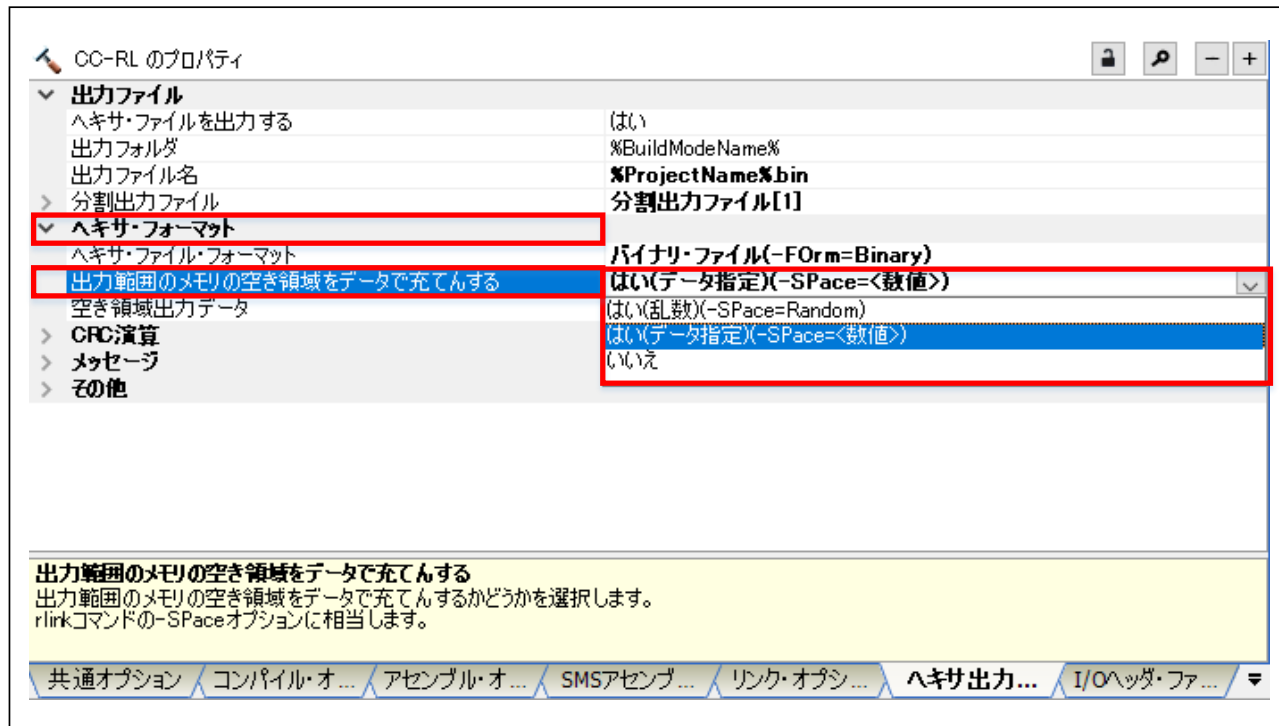 CC-RL のプロパティ
出力ファイル
ヘキサ・ファイルを出力する はい
出力フォルダ %BuildModeName%
出力ファイル名 %ProjectName%.bin
分割出力ファイル 分割出力ファイル[1]
ヘキサ・フォーマット
ヘキサ・ファイル・フォーマット バイナリ・ファイル(-FOrm=Binary)
出力範囲のメモリの空き領域をデータで充てんする はい(データ指定)(-SPace=<数値>)
空き領域出力データ はい(乱数)(-SPace=Random)
CRC演算 はい(データ指定)(-SPace=<数値>)
メッセージ いいえ
その他
出力範囲のメモリの空き領域をデータで充てんする
出力範囲のメモリの空き領域をデータで充てんするかどうかを選択します。
rlinkコマンドの-SPaceオプションに相当します。
共通オプション コンパイル・オ... アセンブル・オ... SMSアセンブ... リンク・オプシ... ヘキサ出力... I/Oヘッダ・ファ...